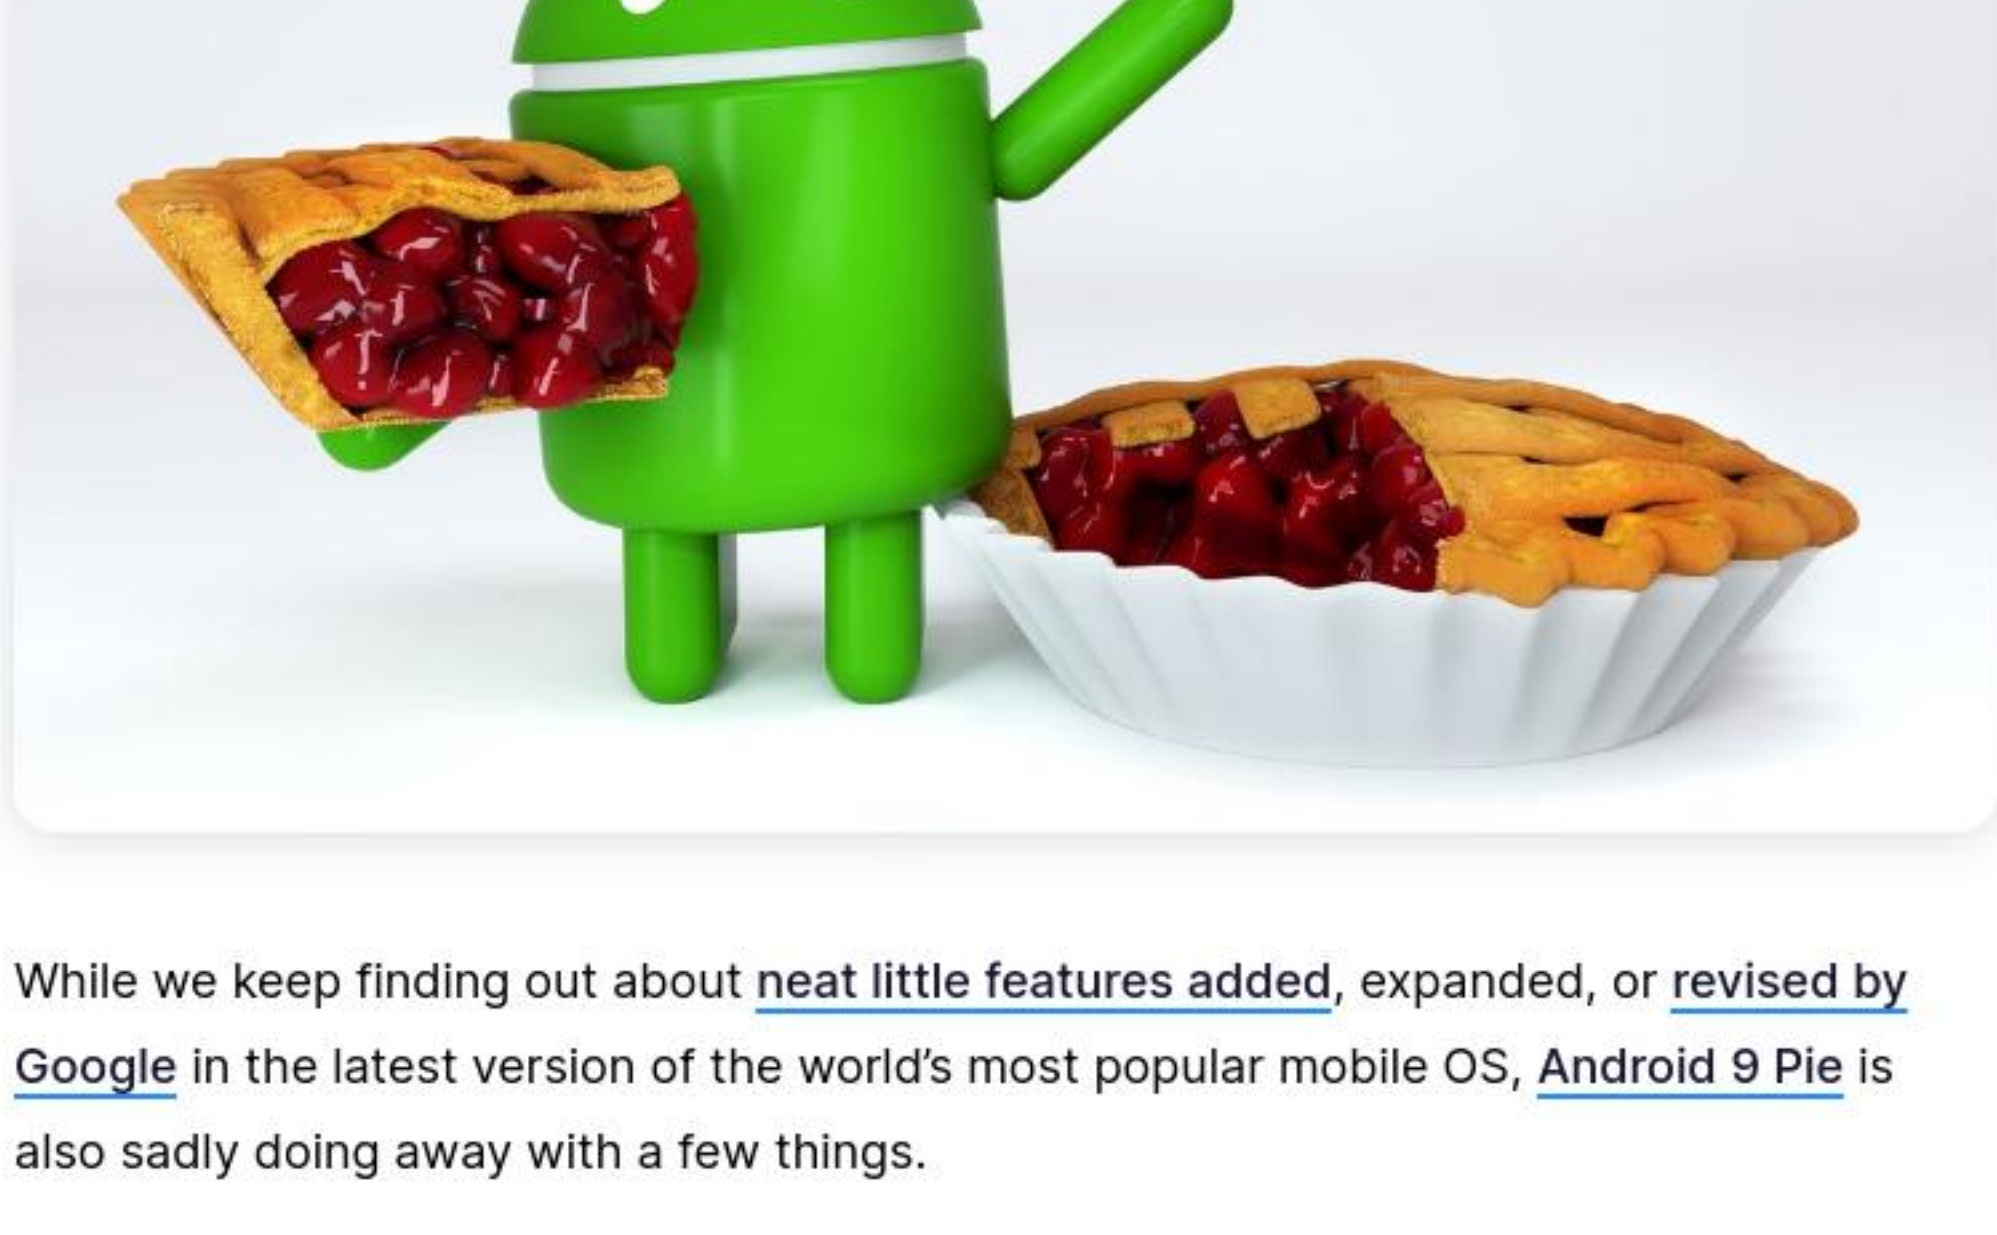 While we keep finding out about neat little features added, expanded, or revised by
Google in the latest version of the world’s most popular mobile OS, Android 9 Pie is
also sadly doing away with a few things.